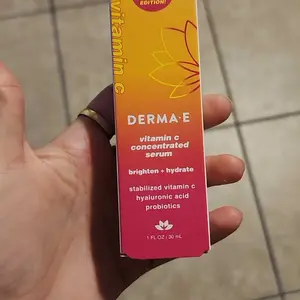 EDITION!
vitamin c
DERMA·E
vitamin c
concentrated
serum
brighten + hydrate
stabilized vitamin c
hyaluronic acid
probiotics
1 FL OZ / 30 mL